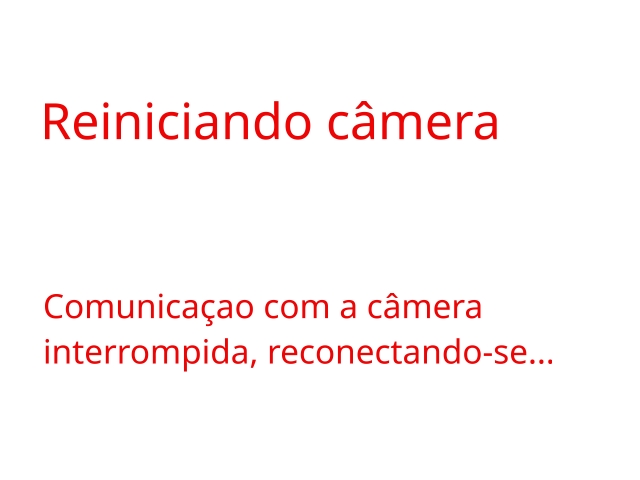 Reiniciando câmera
Comunicaçao com a câmera
interrompida, reconectando-se...